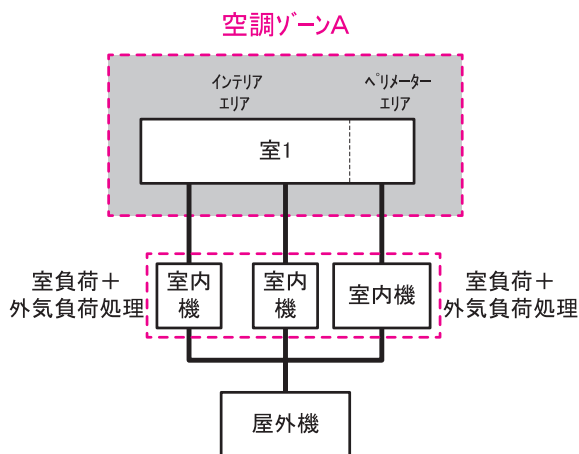 空調ゾーンA
インテリア
エリア
ペリメーター
エリア
室1
室負荷＋
外気負荷処理
室内
機
室内
機
室内機
室負荷＋
外気負荷処理
屋外機